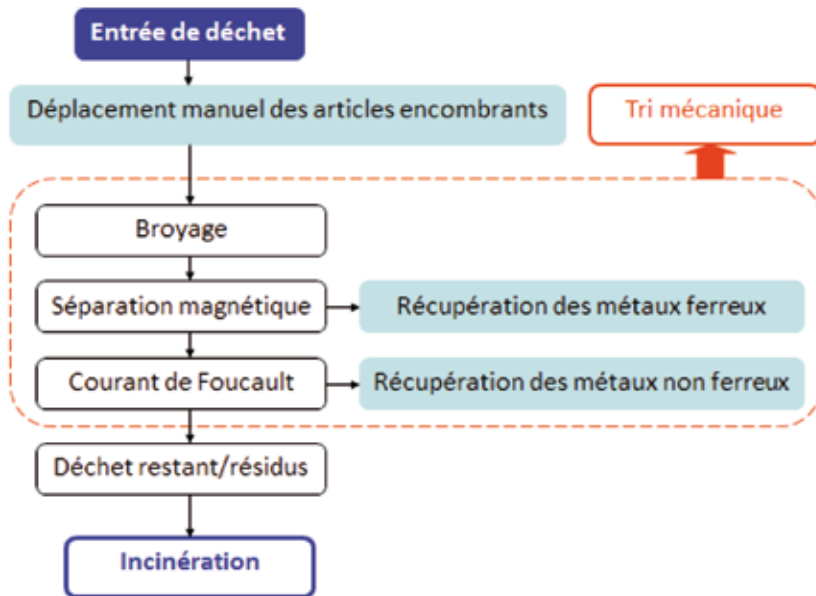 Entrée de déchet
Déplacement manuel des articles encombrants
Tri mécanique
Broyage
Séparation magnétique
Récupération des métaux ferreux
Courant de Foucault
Récupération des métaux non ferreux
Déchet restant/résidus
Incinération